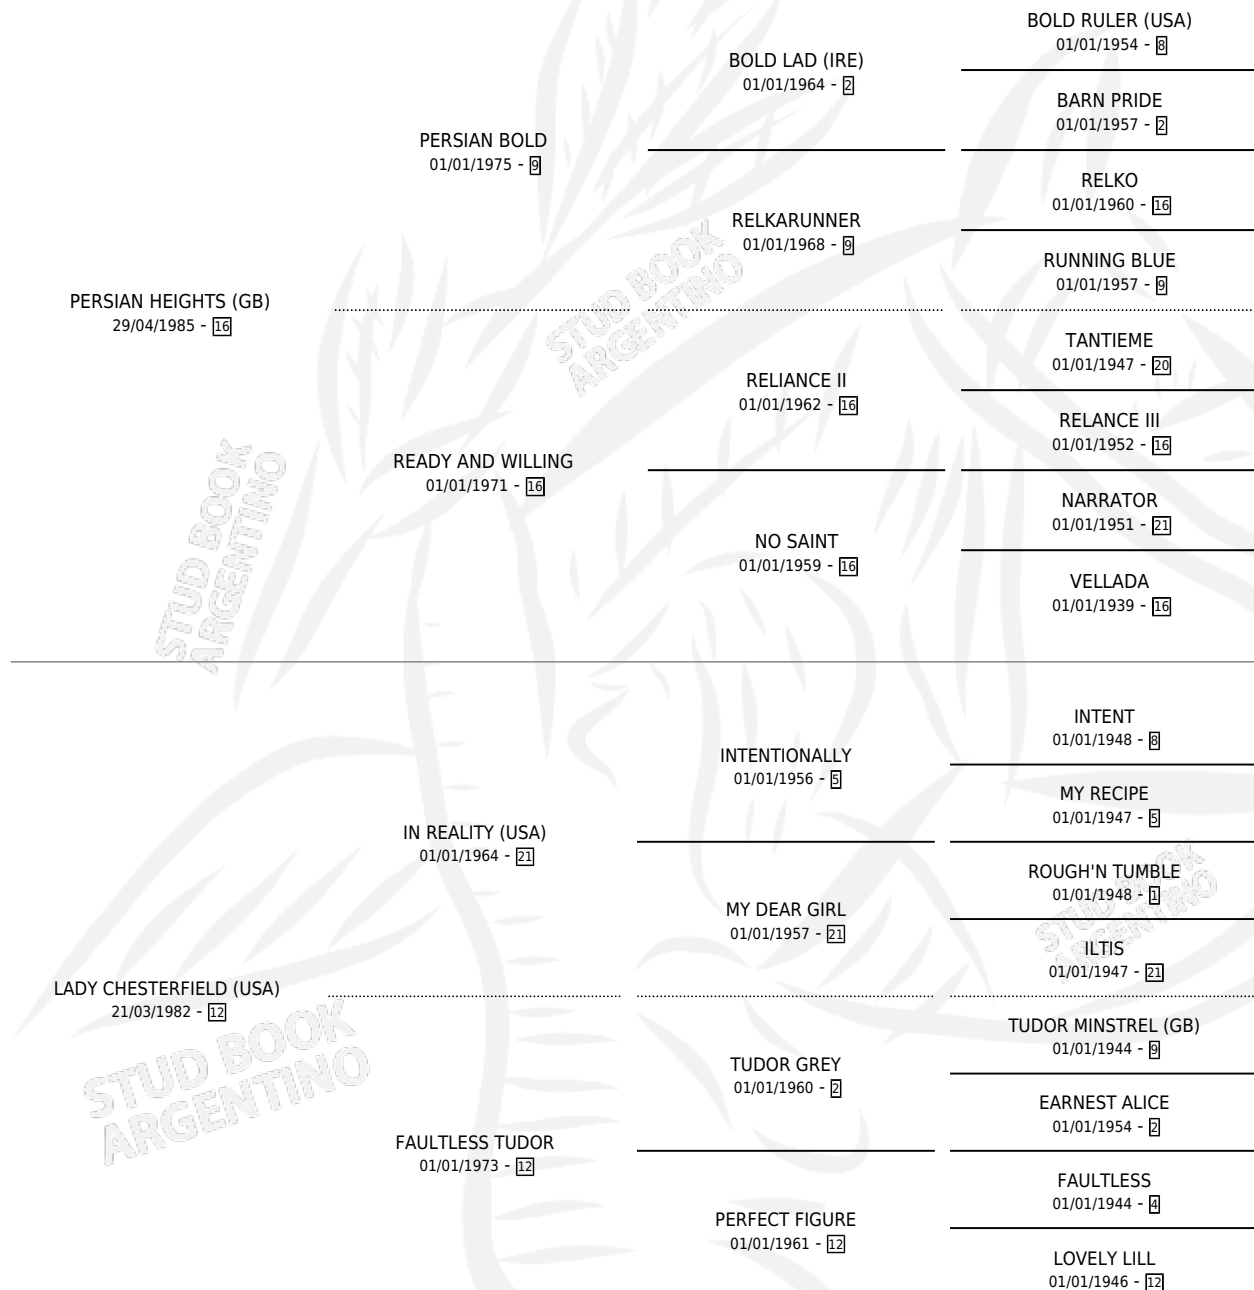 BOLD RULER (USA)
01/01/1954 - 8
BOLD LAD (IRE)
01/01/1964 - 2
BARN PRIDE
01/01/1957 - 2
PERSIAN BOLD
01/01/1975 - 9
RELKO
01/01/1960 - 16
RELKARUNNER
01/01/1968 - 9
RUNNING BLUE
01/01/1957 - 9
PERSIAN HEIGHTS (GB)
29/04/1985 - 16
TANTIEME
01/01/1947 - 20
RELIANCE II
01/01/1962 - 16
RELANCE III
01/01/1952 - 16
READY AND WILLING
01/01/1971 - 16
NARRATOR
01/01/1951 - 21
NO SAINT
01/01/1959 - 16
VELLADA
01/01/1939 - 16
INTENT
01/01/1948 - 8
INTENTIONALLY
01/01/1956 - 5
MY RECIPE
01/01/1947 - 5
IN REALITY (USA)
01/01/1964 - 21
ROUGH'N TUMBLE
01/01/1948 - 1
MY DEAR GIRL
01/01/1957 - 21
ILTIS
01/01/1947 - 21
LADY CHESTERFIELD (USA)
21/03/1982 - 12
TUDOR MINSTREL (GB)
01/01/1944 - 9
TUDOR GREY
01/01/1960 - 2
EARNEST ALICE
01/01/1954 - 2
FAULTLESS TUDOR
01/01/1973 - 12
FAULTLESS
01/01/1944 - 4
PERFECT FIGURE
01/01/1961 - 12
LOVELY LILL
01/01/1946 - 12
STUD BOOK
ARGENTINO
STUD BOOK
ARGENTINO
STUD BOOK
ARGENTINO
STUD BOOK
ARGENTINO